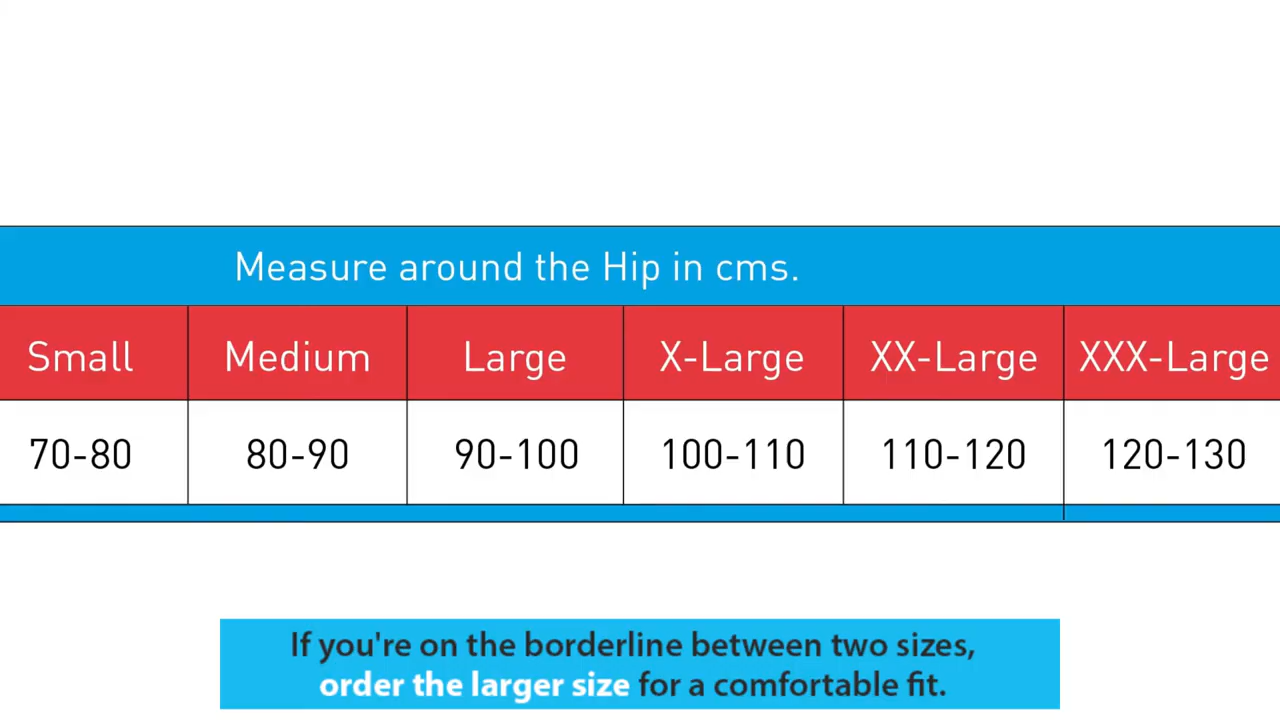 Measure around the Hip in cms.
Small Medium Large X-Large XX-Large XXX-Large
70-80 80-90 90-100 100-110 110-120 120-130
If you're on the borderline between two sizes,
order the larger size for a comfortable fit.